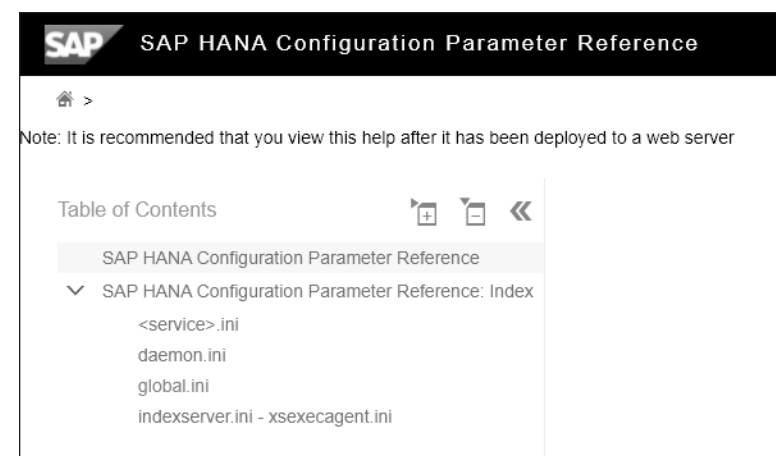 SAP SAP HANA Configuration Parameter Reference
>
Note: It is recommended that you view this help after it has been deployed to a web server
Table of Contents
SAP HANA Configuration Parameter Reference
SAP HANA Configuration Parameter Reference: Index
<service>.ini
daemon.ini
global.ini
indexserver.ini - xsexecagent.ini